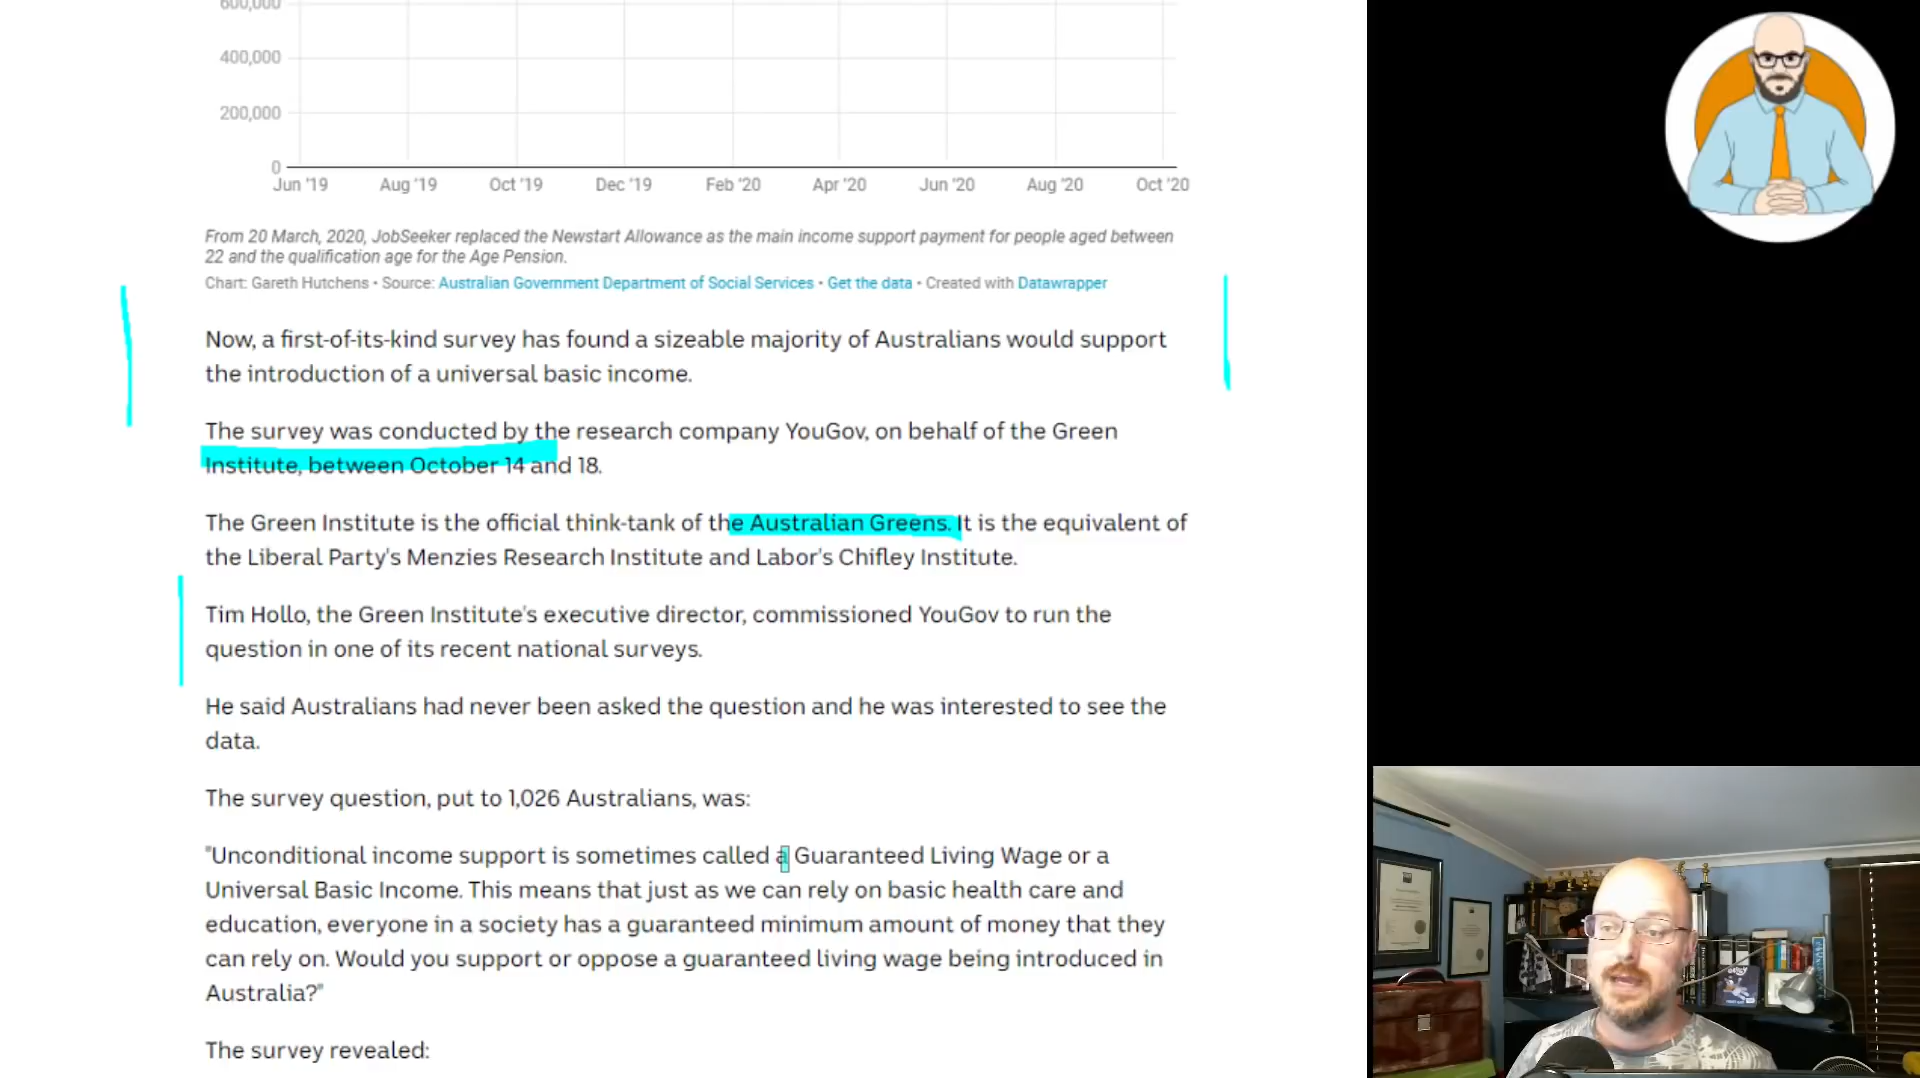 600,000
400,000
200,000
0
Jun '19 Aug '19 Oct '19 Dec '19 Feb '20 Apr '20 Jun '20 Aug '20 Oct '20
From 20 March, 2020, JobSeeker replaced the Newstart Allowance as the main income support payment for people aged between
22 and the qualification age for the Age Pension.
Chart: Gareth Hutchens • Source: Australian Government Department of Social Services • Get the data • Created with Datawrapper
Now, a first-of-its-kind survey has found a sizeable majority of Australians would support
the introduction of a universal basic income.
The survey was conducted by the research company YouGov, on behalf of the Green
Institute, between October 14 and 18.
The Green Institute is the official think-tank of the Australian Greens. It is the equivalent of
the Liberal Party's Menzies Research Institute and Labor's Chifley Institute.
Tim Hollo, the Green Institute's executive director, commissioned YouGov to run the
question in one of its recent national surveys.
He said Australians had never been asked the question and he was interested to see the
data.
The survey question, put to 1,026 Australians, was:
"Unconditional income support is sometimes called a Guaranteed Living Wage or a
Universal Basic Income. This means that just as we can rely on basic health care and
education, everyone in a society has a guaranteed minimum amount of money that they
can rely on. Would you support or oppose a guaranteed living wage being introduced in
Australia?"
The survey revealed: